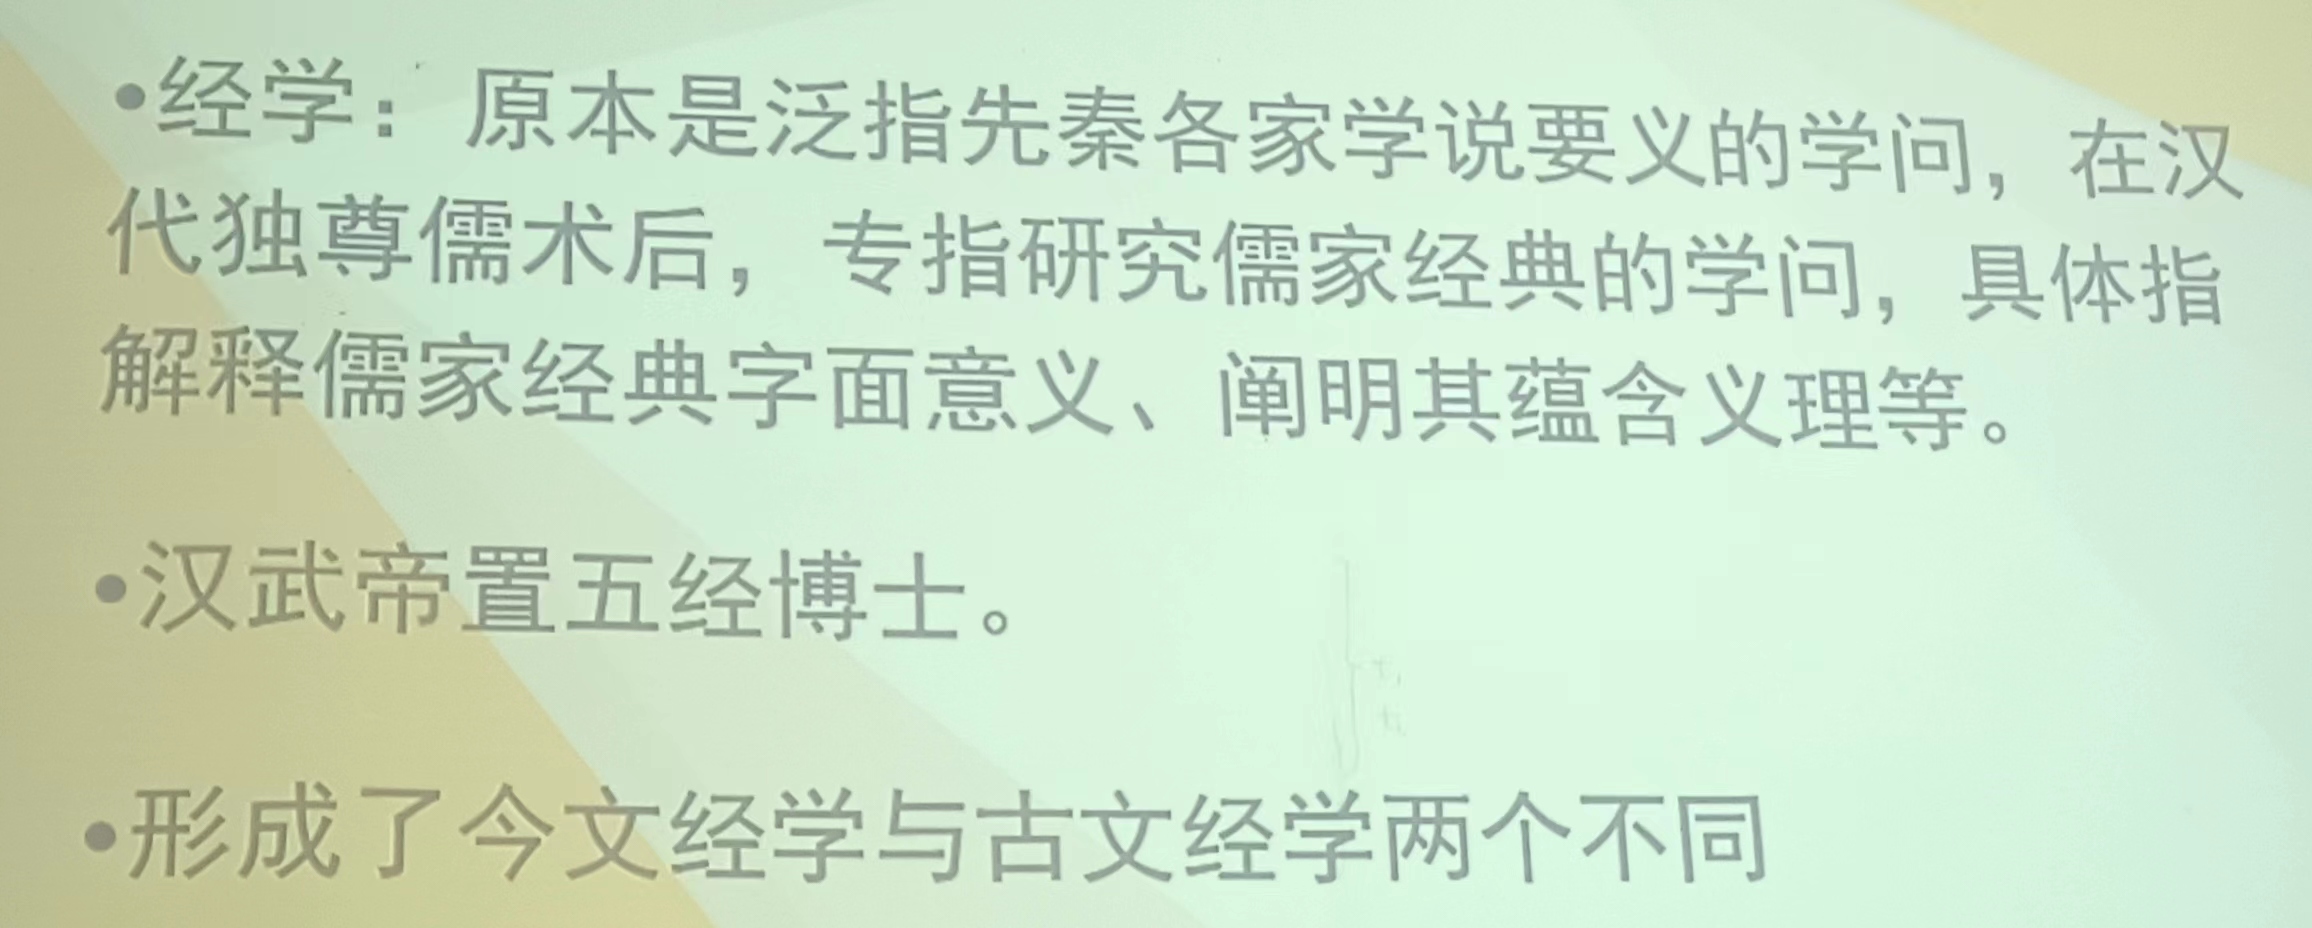 •经学：原本是泛指先秦各家学说要义的学问，在汉
代独尊儒术后，专指研究儒家经典的学问，具体指
解释儒家经典字面意义、阐明其蕴含义理等。
•汉武帝置五经博士。
•形成了今文经学与古文经学两个不同